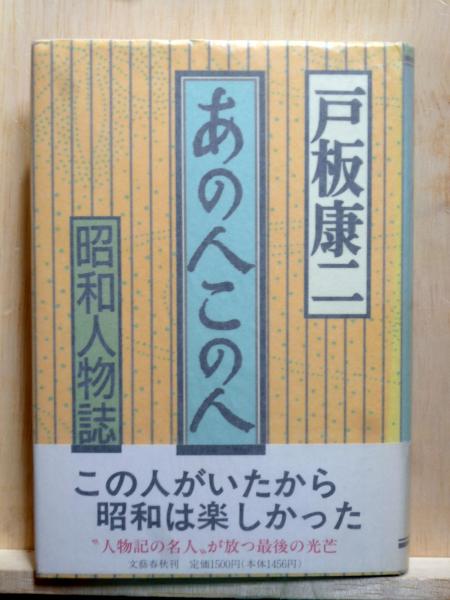 戸板康二
あの人この人
昭和人物誌
この人がいたから
昭和は楽しかった
〝人物記の名人〟が放つ最後の光芒
文藝春秋刊 定価1500円(本体1456円)